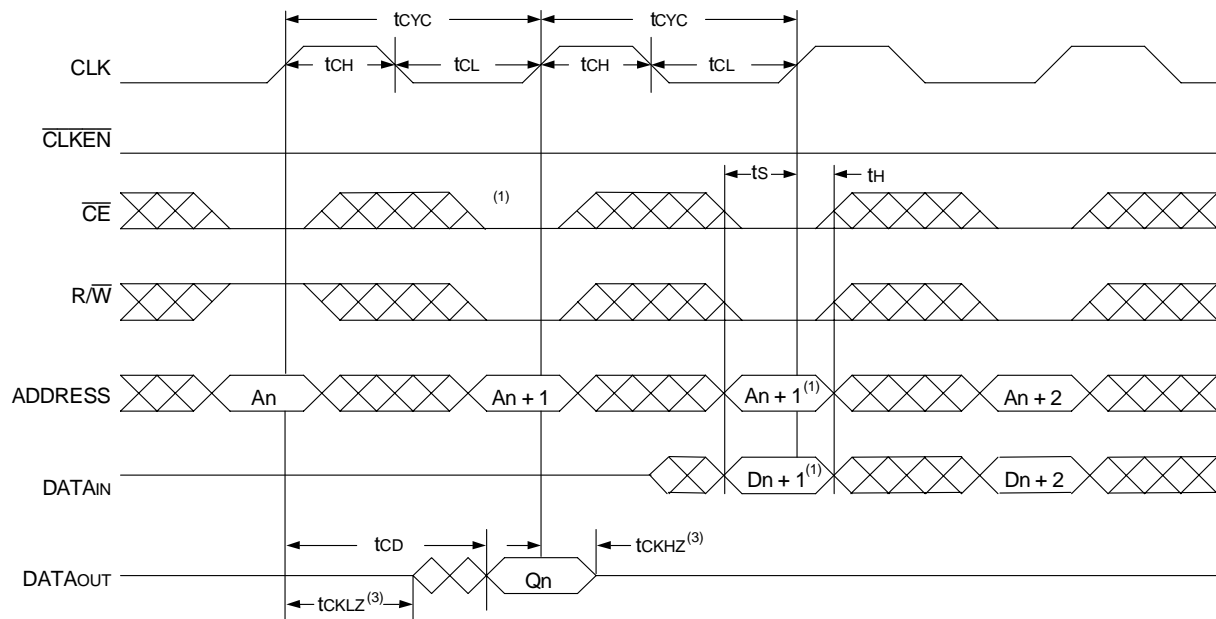 tCYC tCYC
CLK tCH tCL tCH tCL
CLKEN
tS tH
CE (1)
R/W
ADDRESS An An + 1 An + 1(1) An + 2
DATAIN Dn + 1(1) Dn + 2
tCD tCKHZ(3)
DATAOUT Qn
tCKLZ(3)